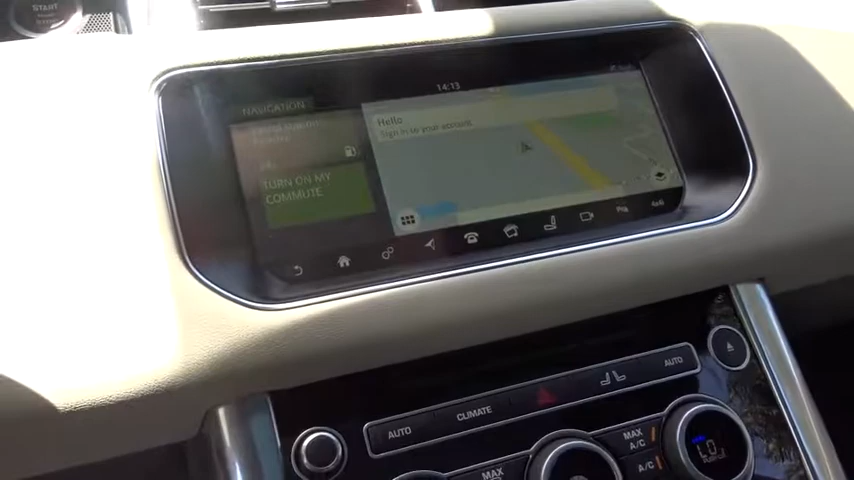 START
14:13
NAVIGATION
Hello
Sign in to your account
TURN ON MY
COMMUTE
4x4i
AUTO
CLIMATE
AUTO
MAX
MAX
A/C
A/C
LO